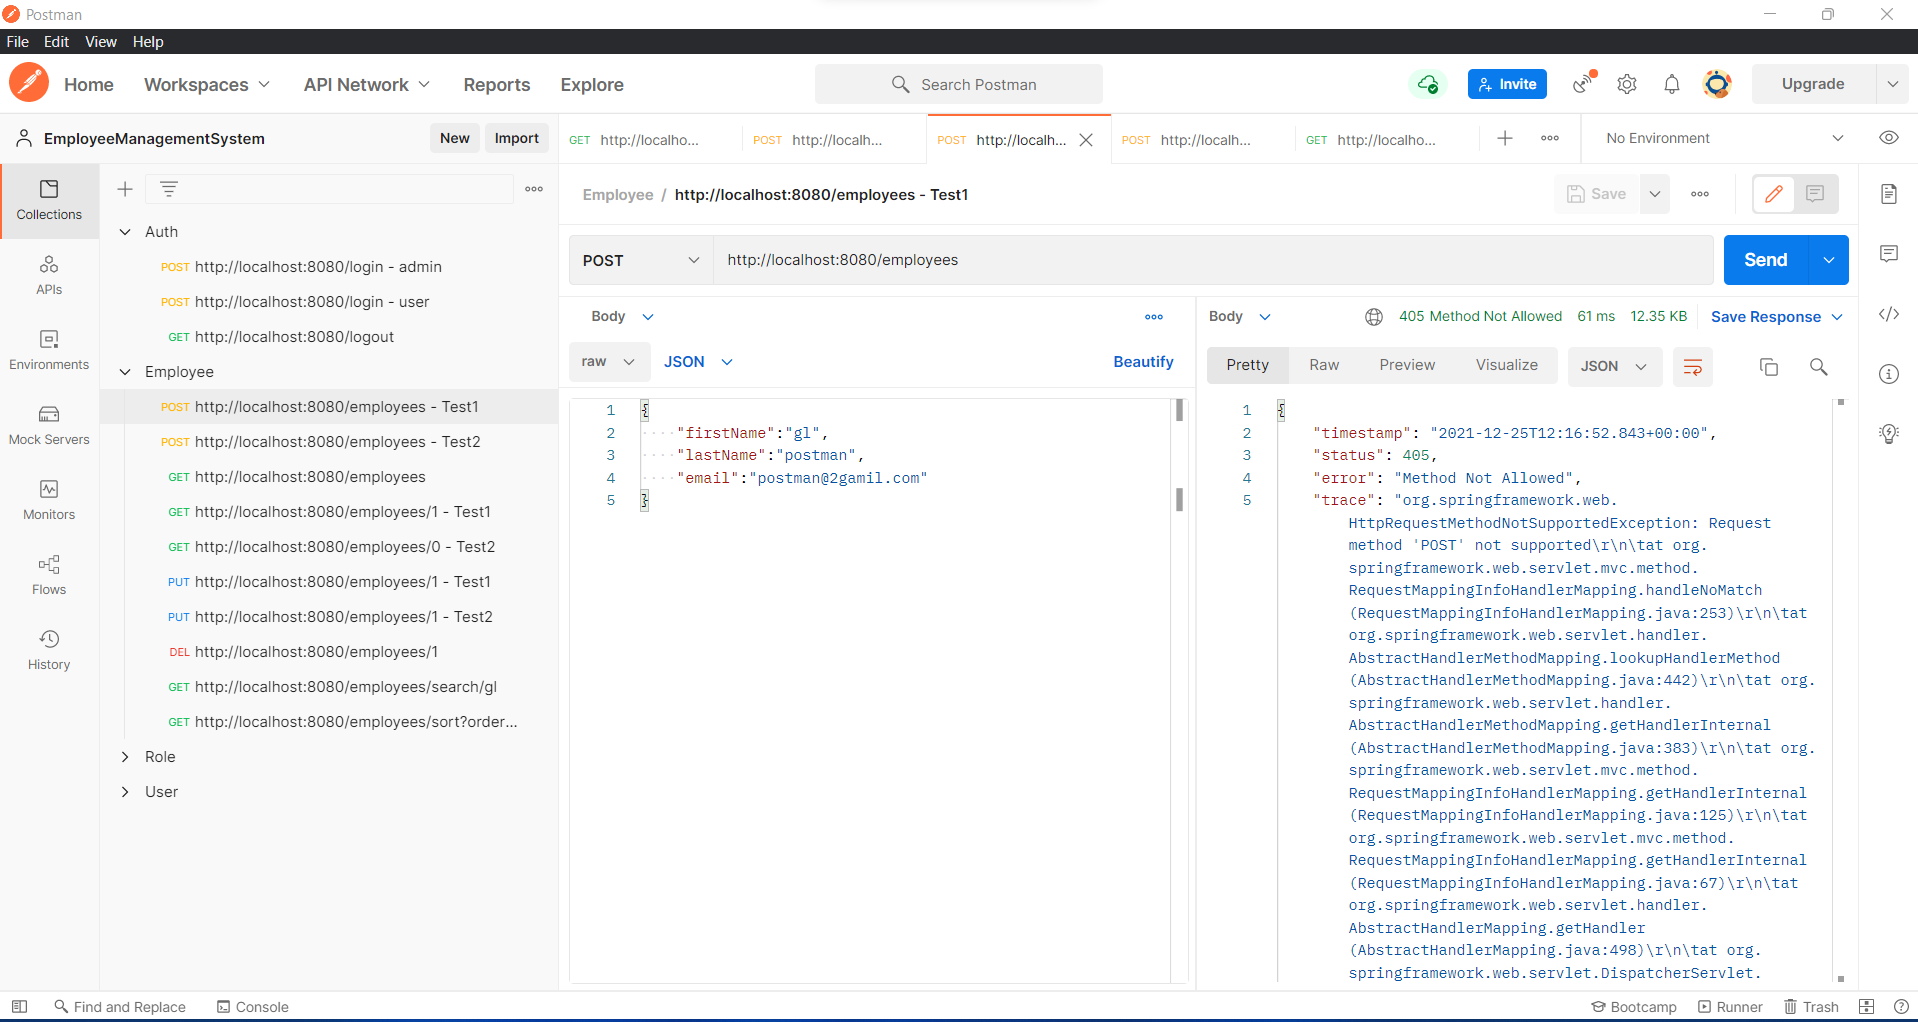 Postman
File Edit View Help
Home Workspaces API Network Reports Explore Search Postman Invite Upgrade
EmployeeManagementSystem New Import
GET http://localho... POST http://localh... POST http://localh... POST http://localh... GET http://localho... No Environment
Collections
APIs
Environments
Mock Servers
Monitors
Flows
History
Auth
POST http://localhost:8080/login - admin
POST http://localhost:8080/login - user
GET http://localhost:8080/logout
Employee
POST http://localhost:8080/employees - Test1
POST http://localhost:8080/employees - Test2
GET http://localhost:8080/employees
GET http://localhost:8080/employees/1 - Test1
GET http://localhost:8080/employees/0 - Test2
PUT http://localhost:8080/employees/1 - Test1
PUT http://localhost:8080/employees/1 - Test2
DEL http://localhost:8080/employees/1
GET http://localhost:8080/employees/search/gl
GET http://localhost:8080/employees/sort?order...
Role
User
Employee / http://localhost:8080/employees - Test1 Save
POST http://localhost:8080/employees Send
Body
raw JSON Beautify
1 {
2 "firstName":"gl",
3 "lastName":"postman",
4 "email":"postman@2gamil.com"
5 }
Body 405 Method Not Allowed 61 ms 12.35 KB Save Response
Pretty Raw Preview Visualize JSON
1 {
2 "timestamp": "2021-12-25T12:16:52.843+00:00",
3 "status": 405,
4 "error": "Method Not Allowed",
5 "trace": "org.springframework.web.
HttpRequestMethodNotSupportedException: Request
method 'POST' not supported\r\n\tat org.
springframework.web.servlet.mvc.method.
RequestMappingInfoHandlerMapping.handleNoMatch
(RequestMappingInfoHandlerMapping.java:253)\r\n\tat
org.springframework.web.servlet.handler.
AbstractHandlerMethodMapping.lookupHandlerMethod
(AbstractHandlerMethodMapping.java:442)\r\n\tat org.
springframework.web.servlet.handler.
AbstractHandlerMethodMapping.getHandlerInternal
(AbstractHandlerMethodMapping.java:383)\r\n\tat org.
springframework.web.servlet.mvc.method.
RequestMappingInfoHandlerMapping.getHandlerInternal
(RequestMappingInfoHandlerMapping.java:125)\r\n\tat
org.springframework.web.servlet.mvc.method.
RequestMappingInfoHandlerMapping.getHandlerInternal
(RequestMappingInfoHandlerMapping.java:67)\r\n\tat
org.springframework.web.servlet.handler.
AbstractHandlerMapping.getHandler
(AbstractHandlerMapping.java:498)\r\n\tat org.
springframework.web.servlet.DispatcherServlet.
Find and Replace Console Bootcamp Runner Trash